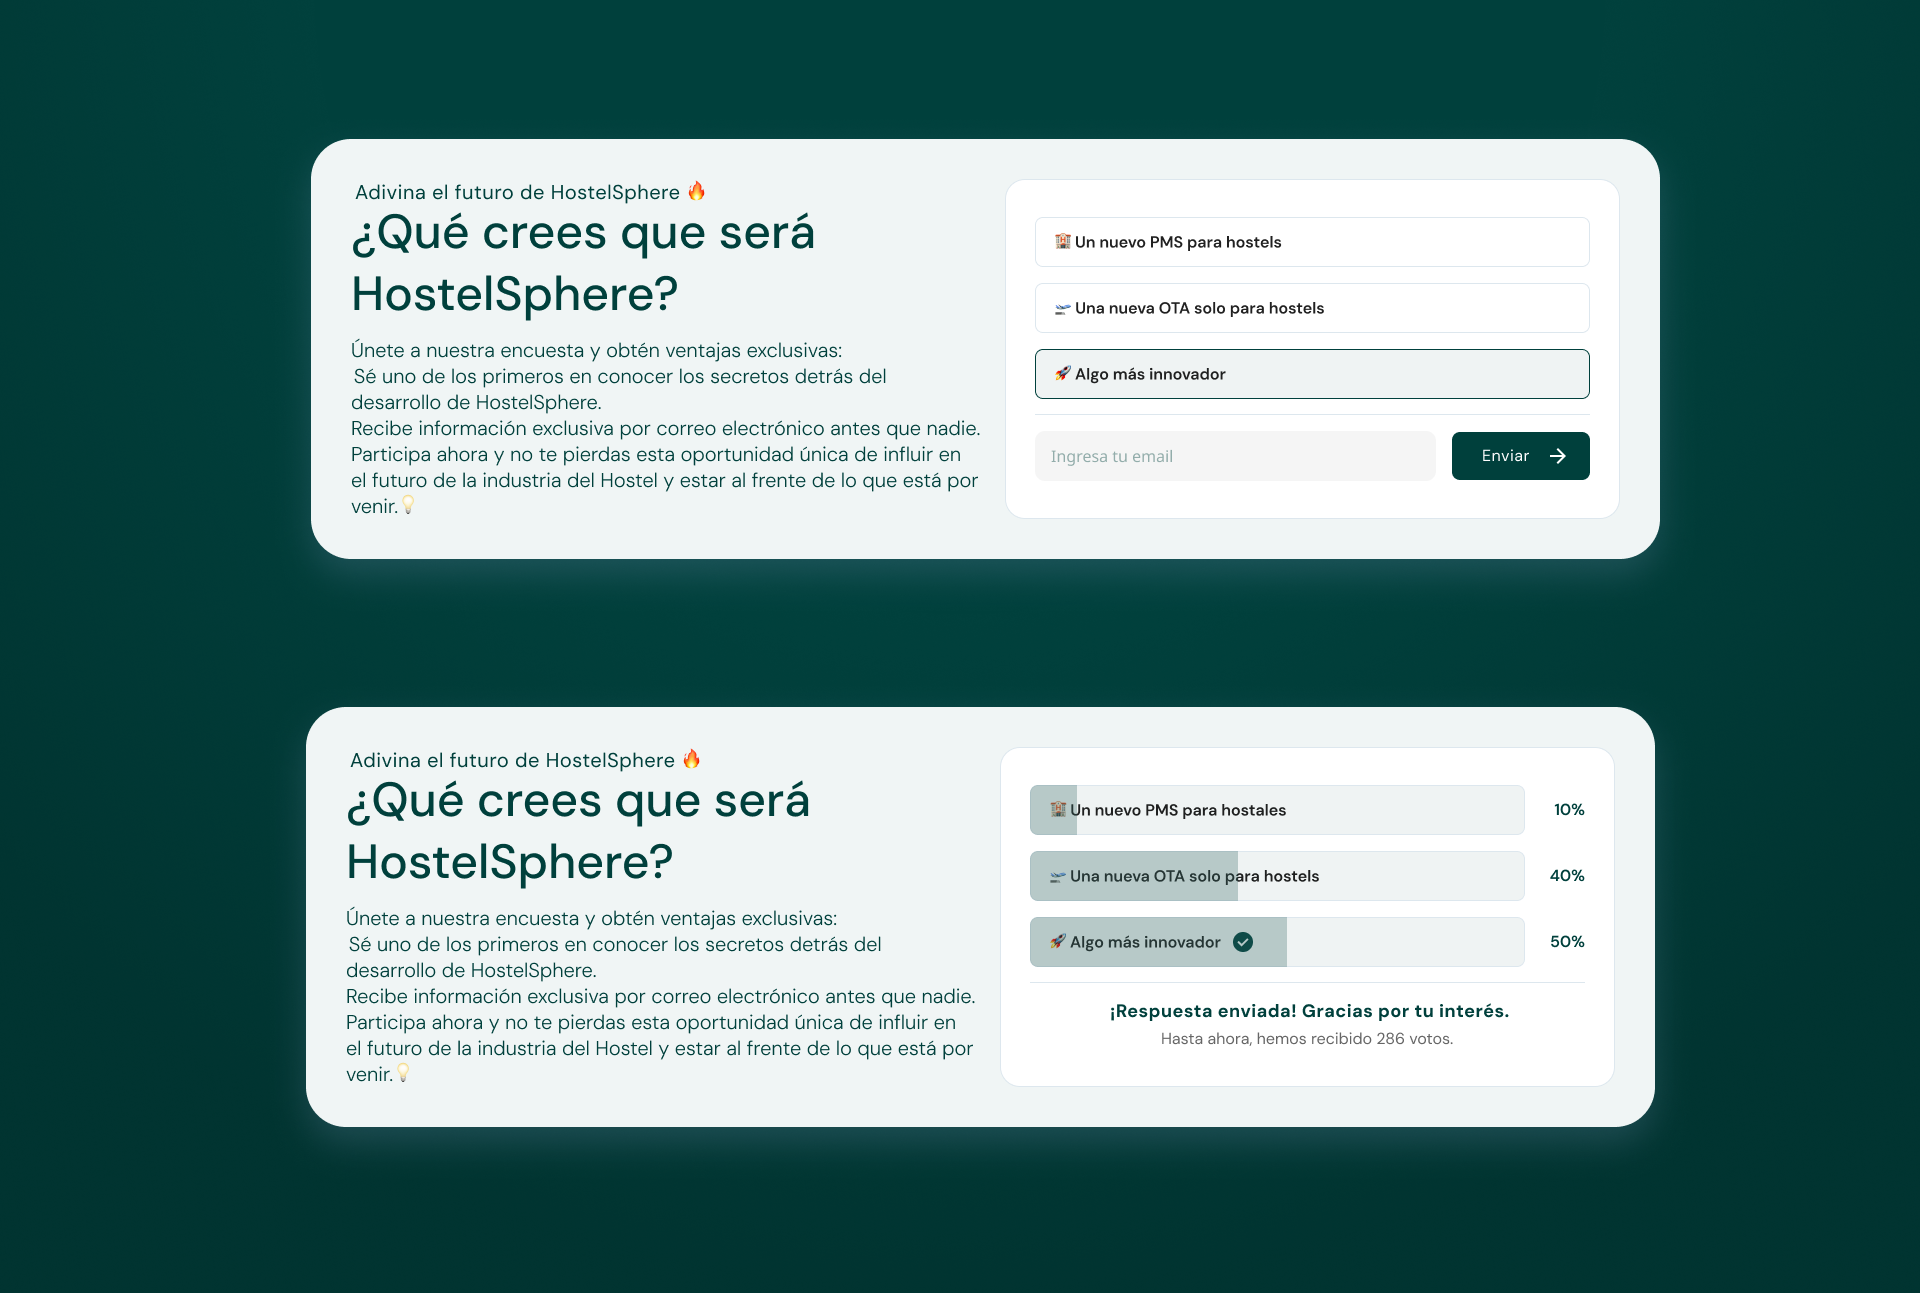 Adivina el futuro de HostelSphere 🔥
¿Qué crees que será
HostelSphere?
Únete a nuestra encuesta y obtén ventajas exclusivas:
Sé uno de los primeros en conocer los secretos detrás del
desarrollo de HostelSphere.
Recibe información exclusiva por correo electrónico antes que nadie.
Participa ahora y no te pierdas esta oportunidad única de influir en
el futuro de la industria del Hostel y estar al frente de lo que está por
venir.💡
🏨 Un nuevo PMS para hostels
🛫 Una nueva OTA solo para hostels
🚀 Algo más innovador
Ingresa tu email
Enviar →
Adivina el futuro de HostelSphere 🔥
¿Qué crees que será
HostelSphere?
Únete a nuestra encuesta y obtén ventajas exclusivas:
Sé uno de los primeros en conocer los secretos detrás del
desarrollo de HostelSphere.
Recibe información exclusiva por correo electrónico antes que nadie.
Participa ahora y no te pierdas esta oportunidad única de influir en
el futuro de la industria del Hostel y estar al frente de lo que está por
venir.💡
🏨 Un nuevo PMS para hostales 10%
🛫 Una nueva OTA solo para hostels 40%
🚀 Algo más innovador 50%
¡Respuesta enviada! Gracias por tu interés.
Hasta ahora, hemos recibido 286 votos.